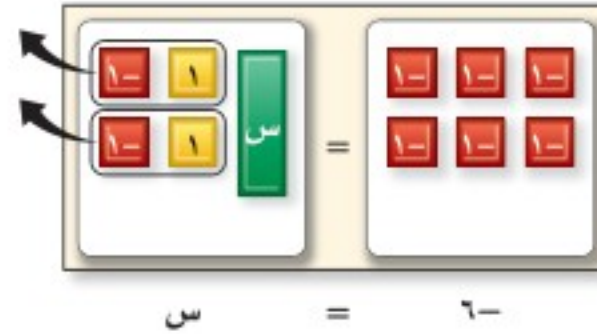 –١ –١ –١ ١ –١
= س
–١ –١ –١ ١ –١
–٦ = س